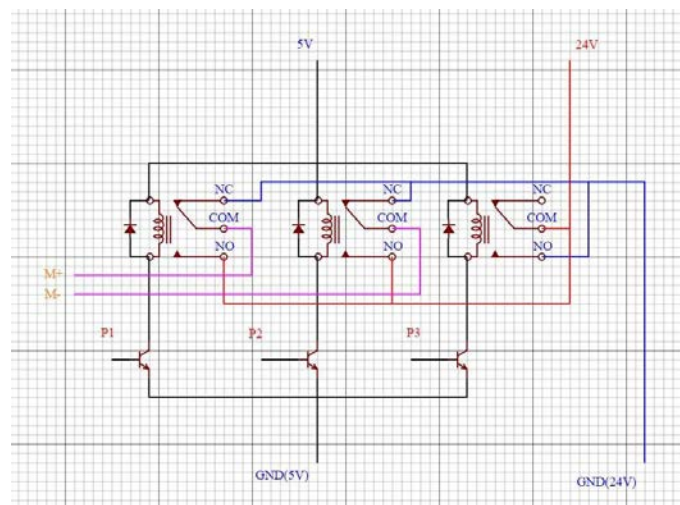 5V
24V
NC
NC
NC
COM
COM
COM
NO
NO
NO
M+
M-
P1
P2
P3
GND(5V)
GND(24V)